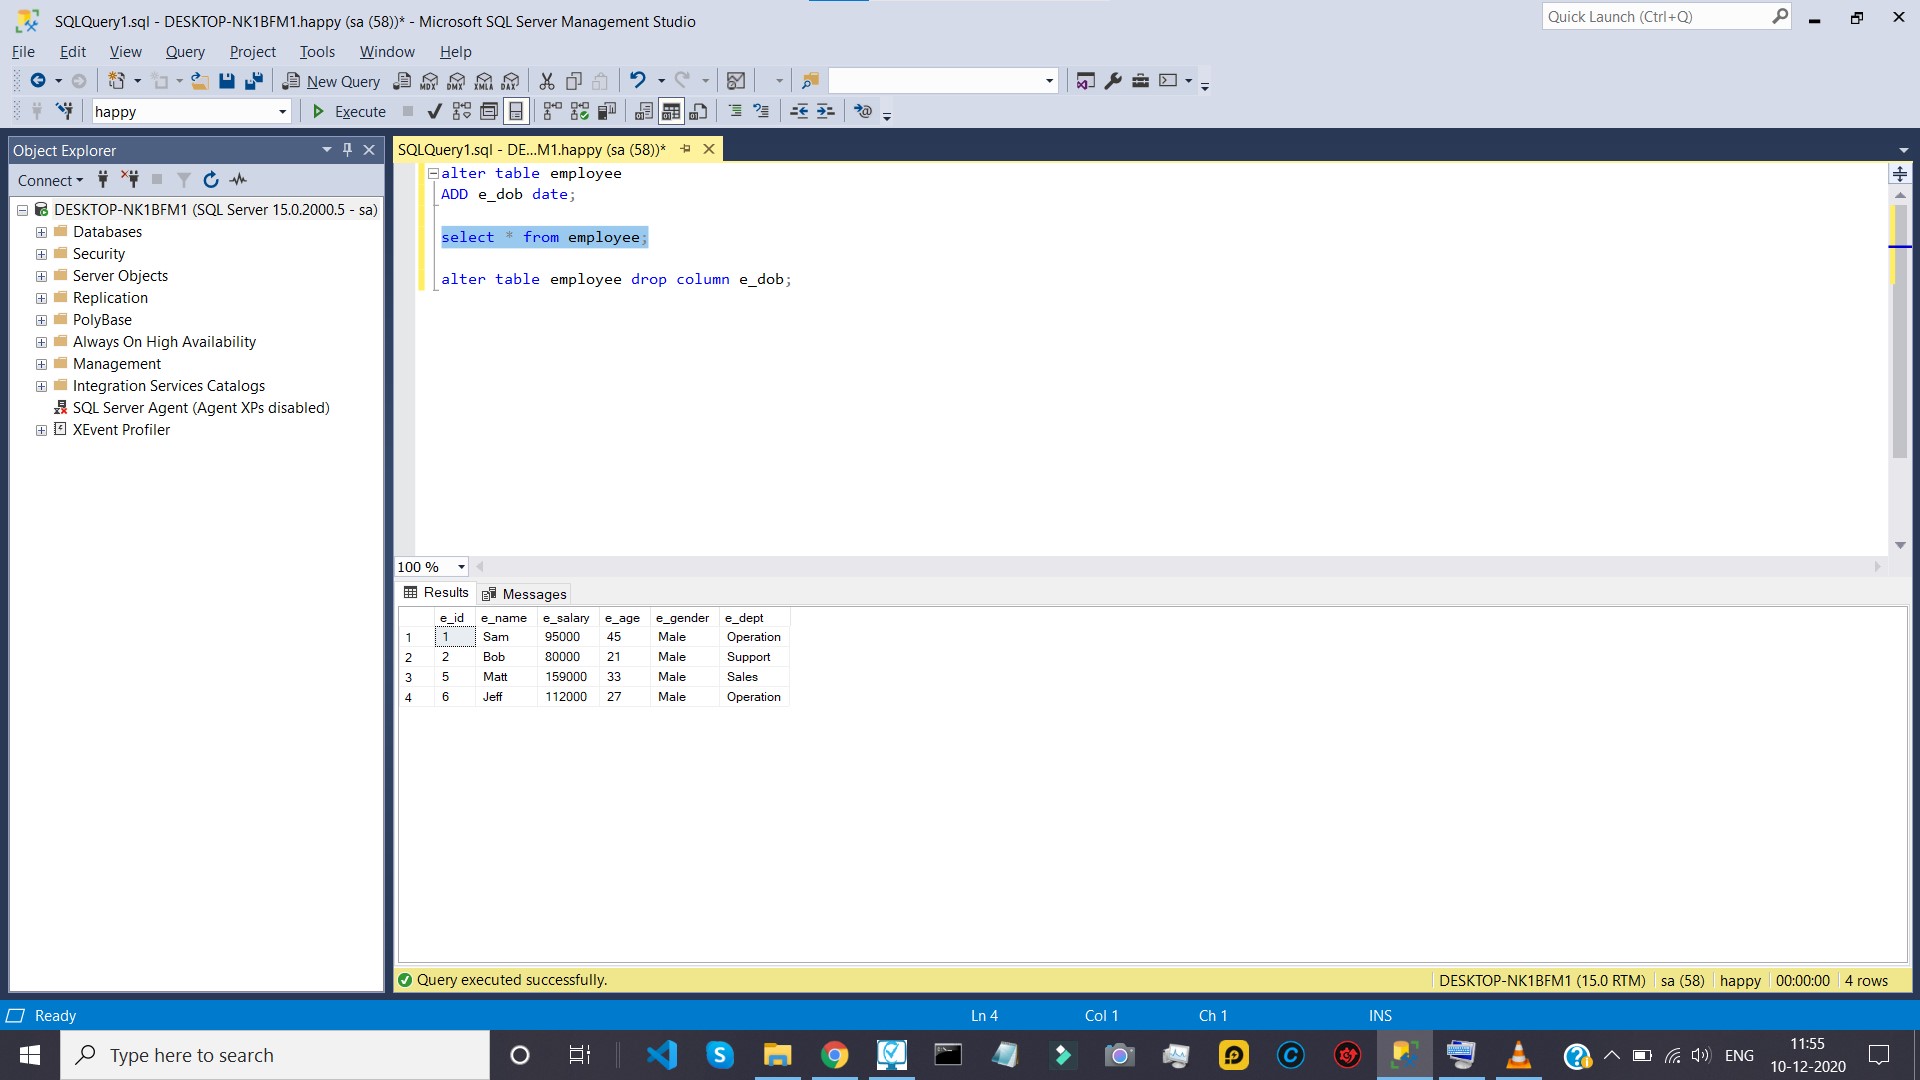 SQLQuery1.sql - DESKTOP-NK1BFM1.happy (sa (58))* - Microsoft SQL Server Management Studio
Quick Launch (Ctrl+Q)
File Edit View Query Project Tools Window Help
New Query MDX DMX XMLA DAX
happy Execute
Object Explorer
Connect
DESKTOP-NK1BFM1 (SQL Server 15.0.2000.5 - sa)
Databases
Security
Server Objects
Replication
PolyBase
Always On High Availability
Management
Integration Services Catalogs
SQL Server Agent (Agent XPs disabled)
XEvent Profiler
SQLQuery1.sql - DE...M1.happy (sa (58))*
alter table employee
ADD e_dob date;
select * from employee;
alter table employee drop column e_dob;
100 %
Results Messages
e_id e_name e_salary e_age e_gender e_dept
1 1 Sam 95000 45 Male Operation
2 2 Bob 80000 21 Male Support
3 5 Matt 159000 33 Male Sales
4 6 Jeff 112000 27 Male Operation
Query executed successfully. DESKTOP-NK1BFM1 (15.0 RTM) sa (58) happy 00:00:00 4 rows
Ready Ln 4 Col 1 Ch 1 INS
Type here to search
ENG
11:55
10-12-2020